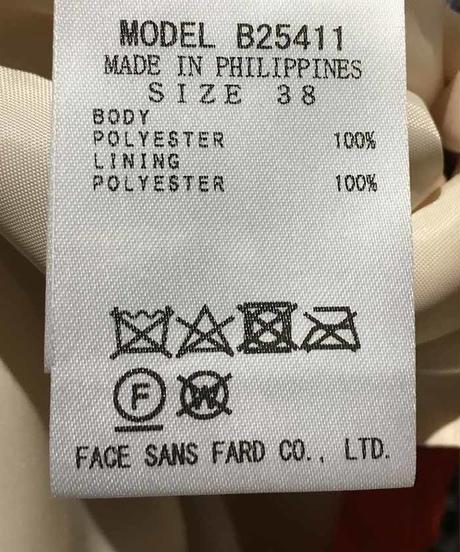 MODEL B25411
MADE IN PHILIPPINES
SIZE 38
BODY
POLYESTER 100%
LINING
POLYESTER 100%
F W
FACE SANS FARD CO., LTD.